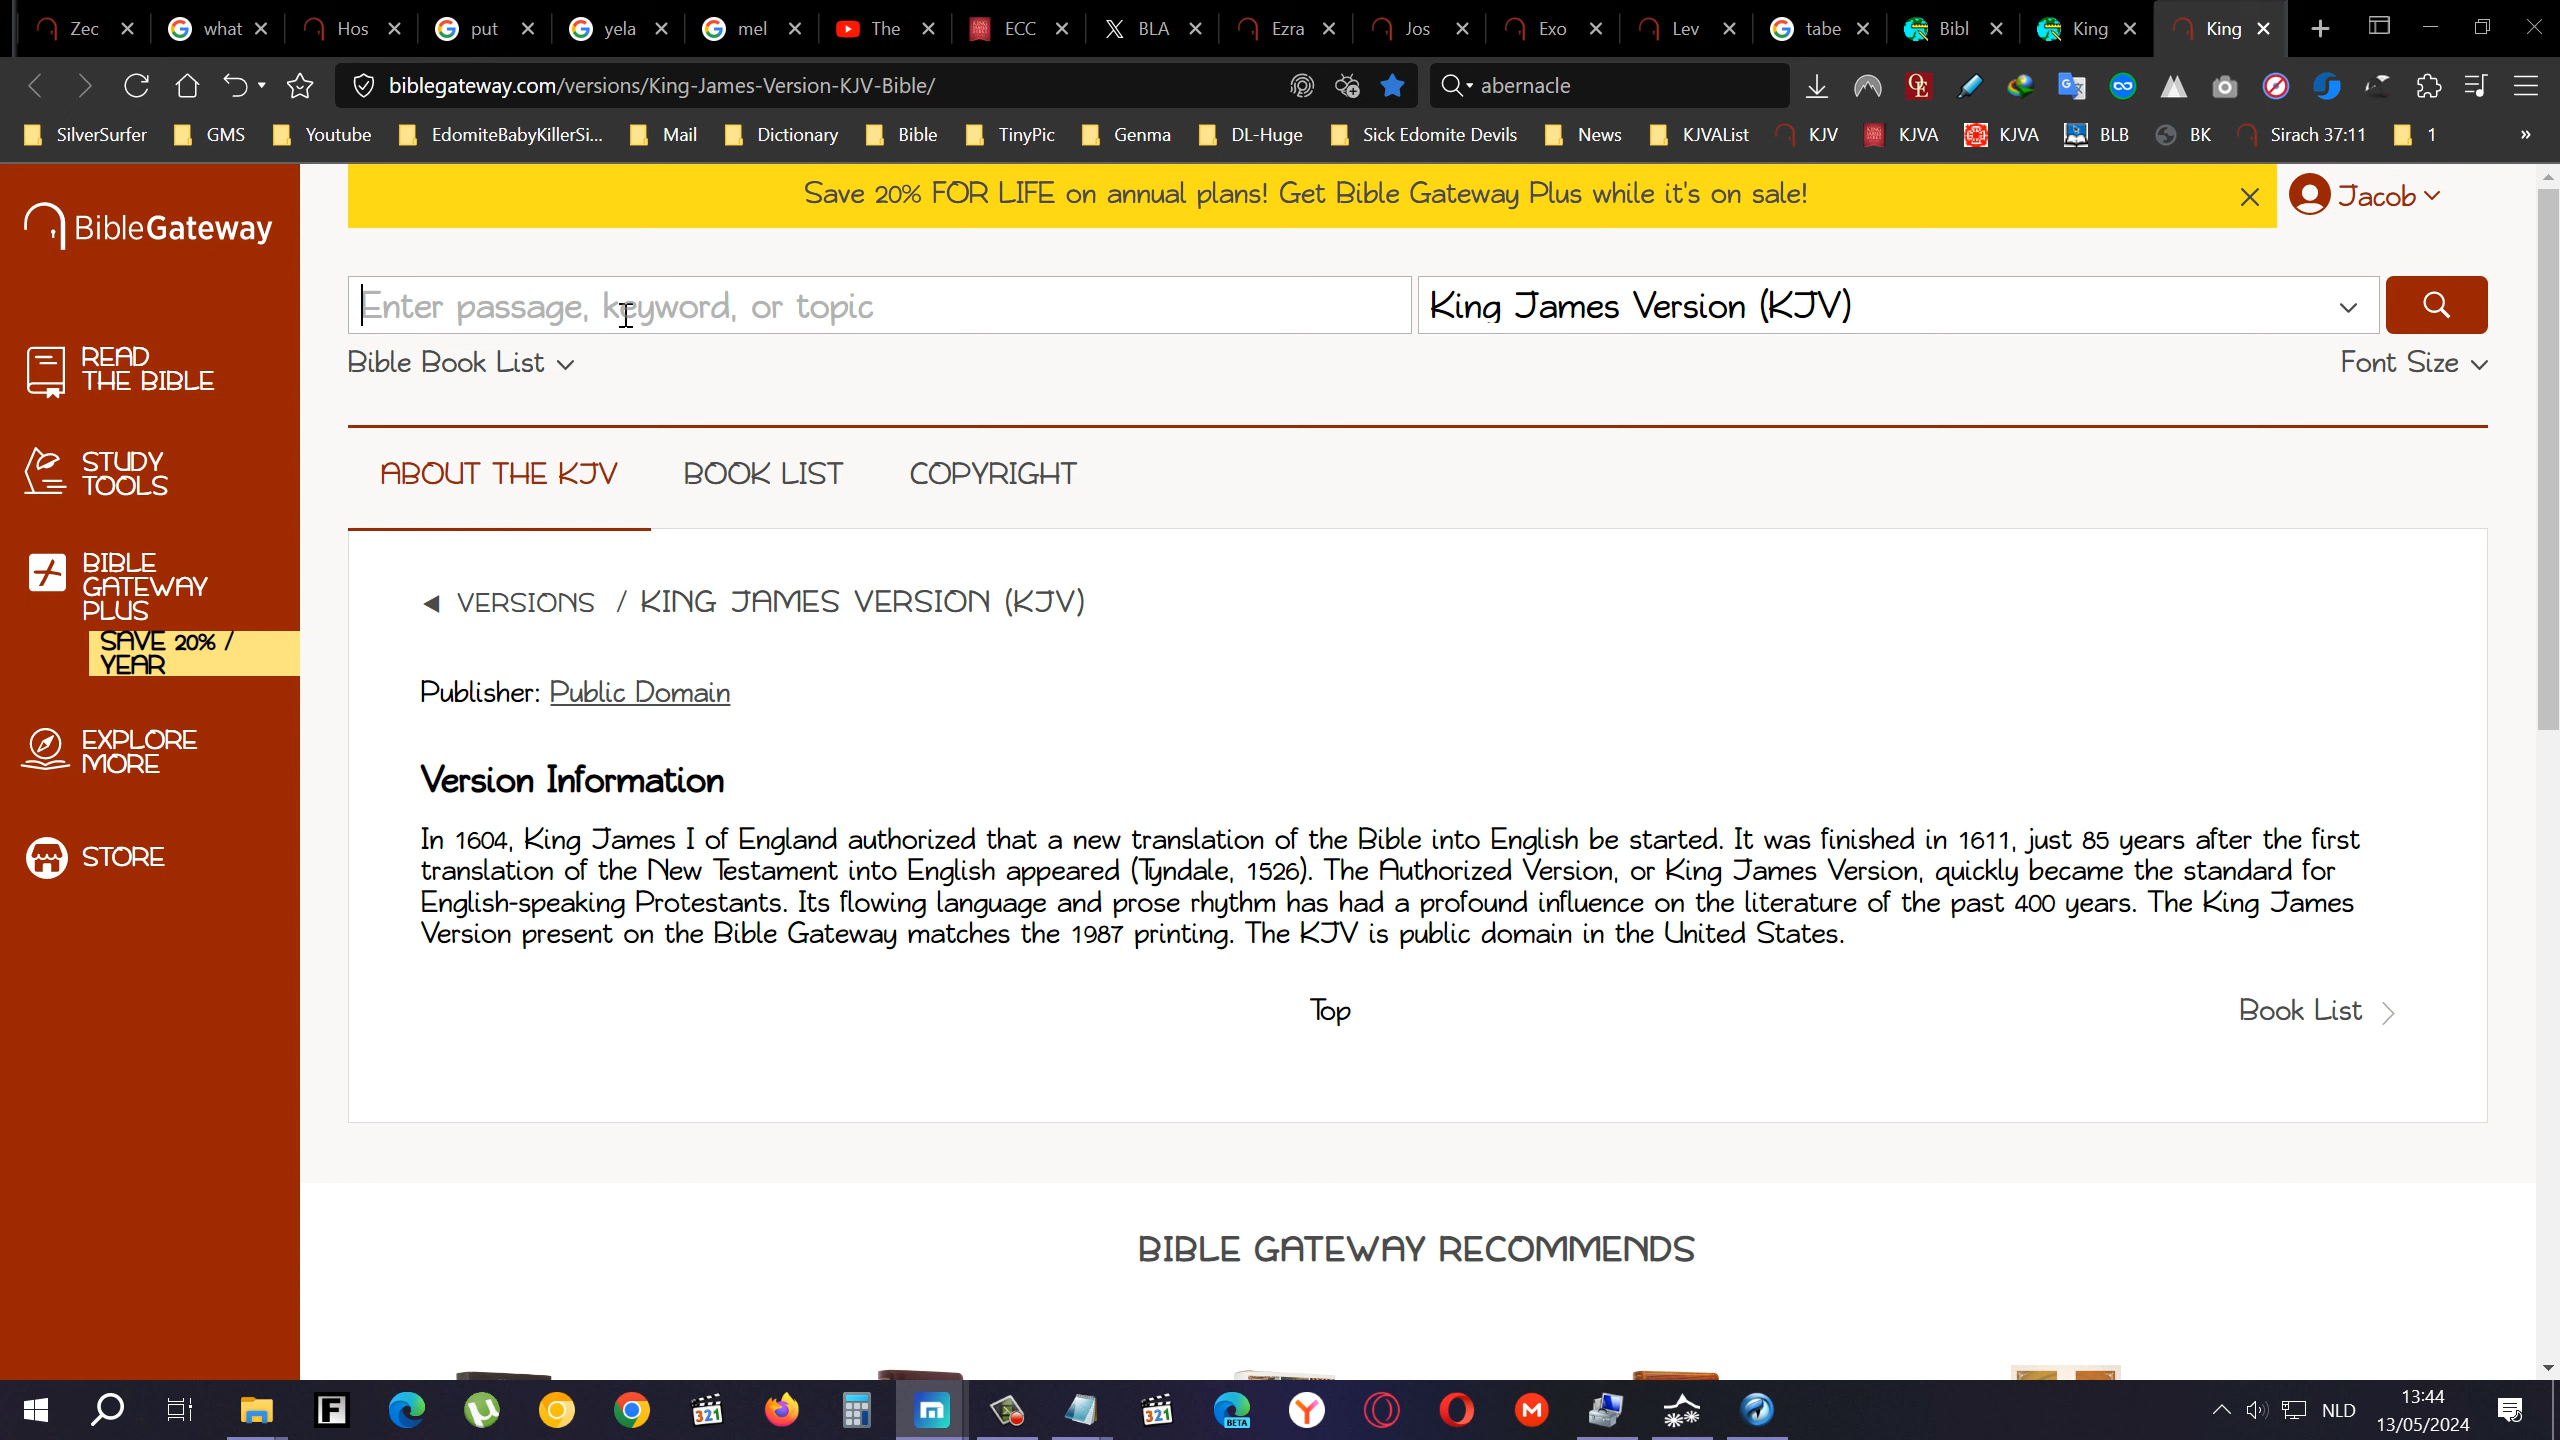 Zec
what
Hos
put
yela
mel
The
ECC
BLA
Ezra
Jos
Exo
Lev
tabe
Bibl
King
King
biblegateway.com/versions/King-James-Version-KJV-Bible/
abernacle
SilverSurfer
GMS
Youtube
EdomiteBabyKillerSi...
Mail
Dictionary
Bible
TinyPic
Genma
DL-Huge
Sick Edomite Devils
News
KJVAList
KJV
KJVA
KJVA
BLB
BK
Sirach 37:11
1
»
BibleGateway
Save 20% FOR LIFE on annual plans! Get Bible Gateway Plus while it's on sale!
Jacob
Enter passage, keyword, or topic
King James Version (KJV)
Bible Book List
Font Size
READ
THE BIBLE
STUDY
TOOLS
BIBLE
GATEWAY
PLUS
SAVE 20% /
YEAR
EXPLORE
MORE
STORE
ABOUT THE KJV
BOOK LIST
COPYRIGHT
◄ VERSIONS / KING JAMES VERSION (KJV)
Publisher: Public Domain
Version Information
In 1604, King James I of England authorized that a new translation of the Bible into English be started. It was finished in 1611, just 85 years after the first
translation of the New Testament into English appeared (Tyndale, 1526). The Authorized Version, or King James Version, quickly became the standard for
English-speaking Protestants. Its flowing language and prose rhythm has had a profound influence on the literature of the past 400 years. The King James
Version present on the Bible Gateway matches the 1987 printing. The KJV is public domain in the United States.
Top
Book List
BIBLE GATEWAY RECOMMENDS
321
321
BETA
NLD
13:44
13/05/2024